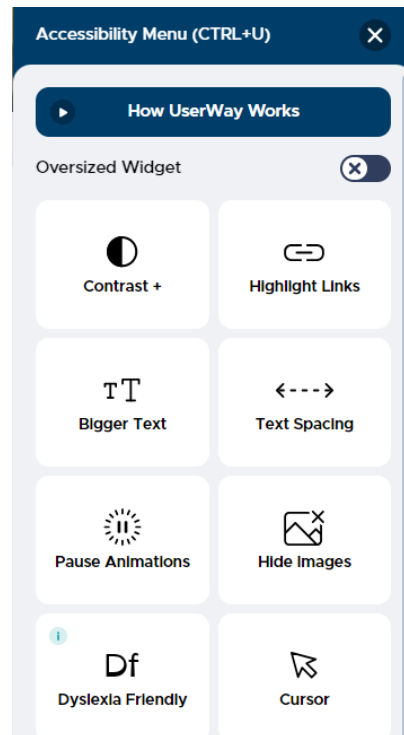 Accessibility Menu (CTRL+U)
How UserWay Works
Oversized Widget
Contrast +
Highlight Links
TT
Bigger Text
Text Spacing
Pause Animations
Hide Images
i
Df
Dyslexia Friendly
Cursor